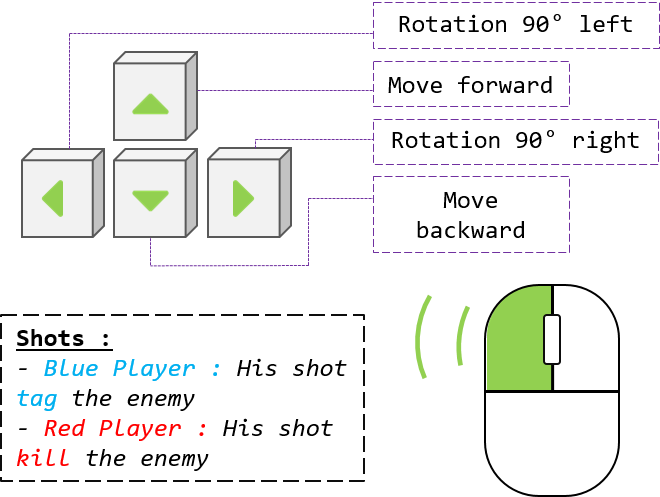 Rotation 90° left
Move forward
Rotation 90° right
Move
backward
Shots :
- Blue Player : His shot
tag the enemy
- Red Player : His shot
kill the enemy